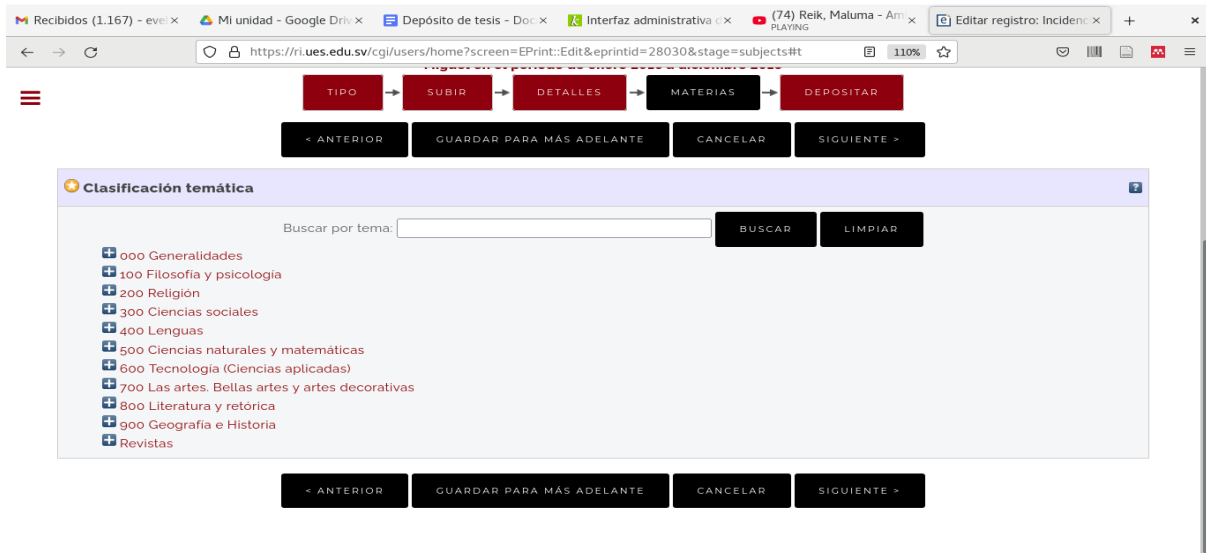 Recibidos (1.167) - eve
Mi unidad - Google Driv
Depósito de tesis - Doc
Interfaz administrativa d
(74) Reik, Maluma - Am
PLAYING
Editar registro: Incidenc
https://ri.ues.edu.sv/cgi/users/home?screen=EPrint::Edit&eprintid=28030&stage=subjects#t
110%
TIPO
SUBIR
DETALLES
MATERIAS
DEPOSITAR
< ANTERIOR
GUARDAR PARA MÁS ADELANTE
CANCELAR
SIGUIENTE >
Clasificación temática
?
Buscar por tema:
BUSCAR
LIMPIAR
000 Generalidades
100 Filosofía y psicología
200 Religión
300 Ciencias sociales
400 Lenguas
500 Ciencias naturales y matemáticas
600 Tecnología (Ciencias aplicadas)
700 Las artes. Bellas artes y artes decorativas
800 Literatura y retórica
900 Geografía e Historia
Revistas
< ANTERIOR
GUARDAR PARA MÁS ADELANTE
CANCELAR
SIGUIENTE >